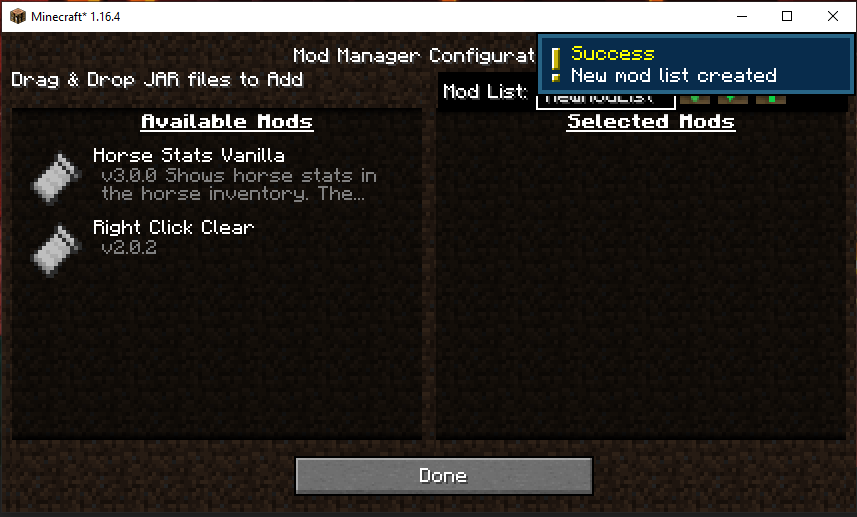 Minecraft* 1.16.4
Mod Manager Configurat
Success
New mod list created
Drag & Drop JAR files to Add
Mod List:
newmodList
Available Mods
Selected Mods
Horse Stats Vanilla
v3.0.0 Shows horse stats in
the horse inventory. The...
Right Click Clear
v2.0.2
Done